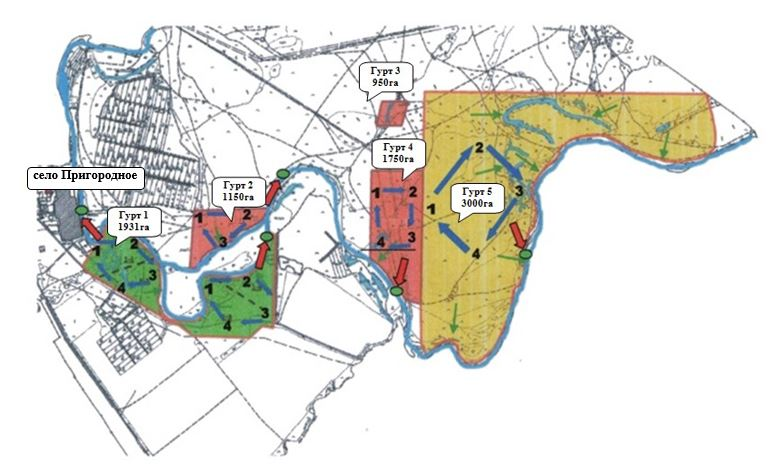 Гурт 3
950га
Гурт 4
1750га
село Пригородное
Гурт 2
1150га
Гурт 1
1931га
Гурт 5
3000га
1 2 3 4
1 2 3
1 2 3 4
1 2 3 4
1 2 3 4